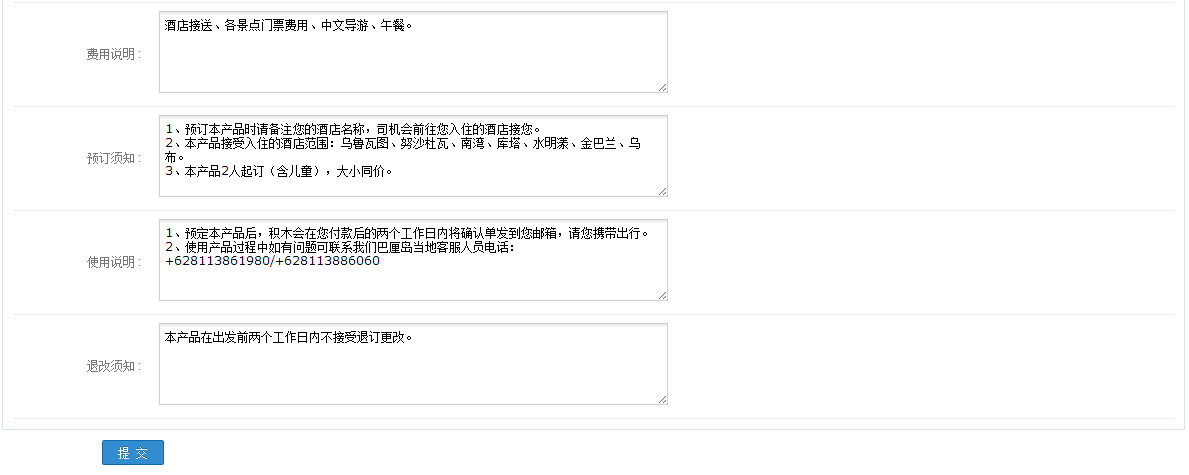 费用说明：
酒店接送、各景点门票费用、中文导游、午餐。
预订须知：
1、预订本产品时请备注您的酒店名称，司机会前往您入住的酒店接您。
2、本产品接受入住的酒店范围：乌鲁瓦图、努沙杜瓦、南湾、库塔、水明漾、金巴兰、乌
布。
3、本产品2人起订（含儿童），大小同价。
使用说明：
1、预定本产品后，积木会在您付款后的两个工作日内将确认单发到您邮箱，请您携带出行。
2、使用产品过程中如有问题可联系我们巴厘岛当地客服人员电话：
+628113861980/+628113886060
退改须知：
本产品在出发前两个工作日内不接受退订更改。
提 交